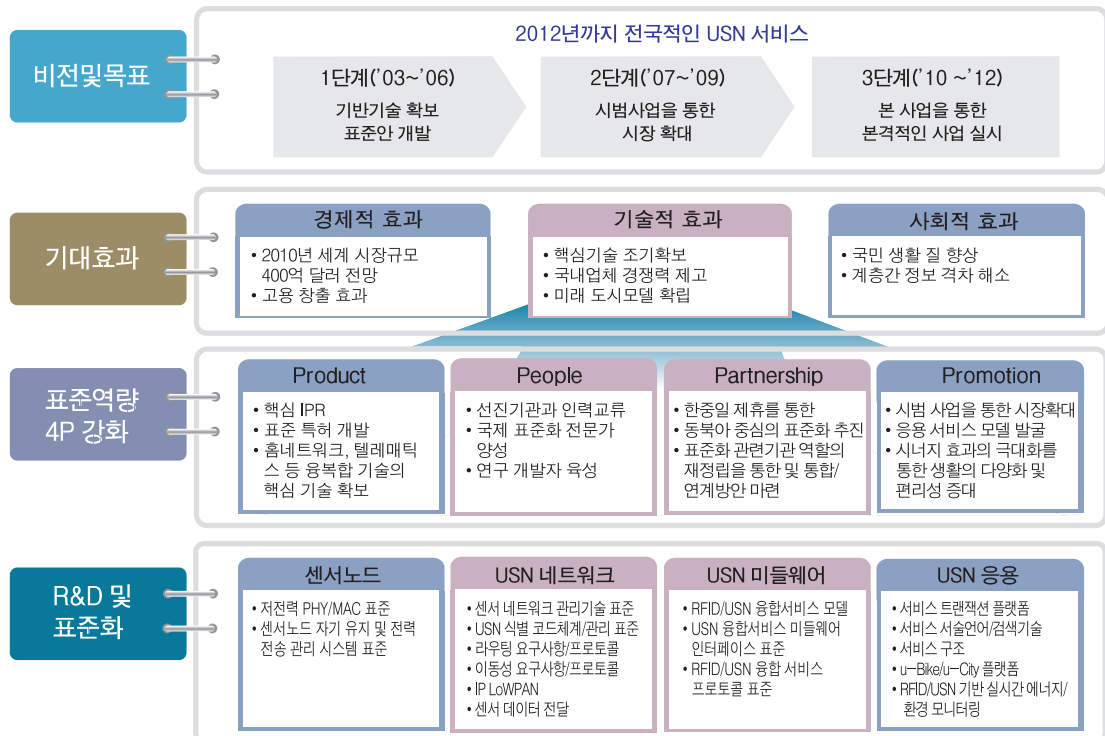 비전및목표
2012년까지 전국적인 USN 서비스
1단계('03~'06)
기반기술 확보
표준안 개발
2단계('07~'09)
시범사업을 통한
시장 확대
3단계('10 ~'12)
본 사업을 통한
본격적인 사업 실시
기대효과
경제적 효과
• 2010년 세계 시장규모
400억 달러 전망
• 고용 창출 효과
기술적 효과
• 핵심기술 조기확보
• 국내업체 경쟁력 제고
• 미래 도시모델 확립
사회적 효과
• 국민 생활 질 향상
• 계층간 정보 격차 해소
표준역량
4P 강화
Product
• 핵심 IPR
• 표준 특허 개발
• 홈네트워크, 텔레매틱
스 등 융복합 기술의
핵심 기술 확보
People
• 선진기관과 인력교류
• 국제 표준화 전문가
양성
• 연구 개발자 육성
Partnership
• 한중일 제휴를 통한
• 동북아 중심의 표준화 추진
• 표준화 관련기관 역할의
재정립을 통한 및 통합/
연계방안 마련
Promotion
• 시범 사업을 통한 시장확대
• 응용 서비스 모델 발굴
• 시너지 효과의 극대화를
통한 생활의 다양화 및
편리성 증대
R&D 및
표준화
센서노드
• 저전력 PHY/MAC 표준
• 센서노드 자기 유지 및 전력
전송 관리 시스템 표준
USN 네트워크
• 센서 네트워크 관리기술 표준
• USN 식별 코드체계/관리 표준
• 라우팅 요구사항/프로토콜
• 이동성 요구사항/프로토콜
• IP LoWPAN
• 센서 데이터 전달
USN 미들웨어
• RFID/USN 융합서비스 모델
• USN 융합서비스 미들웨어
인터페이스 표준
• RFID/USN 융합 서비스
프로토콜 표준
USN 응용
• 서비스 트랜잭션 플랫폼
• 서비스 서술언어/검색기술
• 서비스 구조
• u-Bike/u-City 플랫폼
• RFID/USN 기반 실시간 에너지/
환경 모니터링